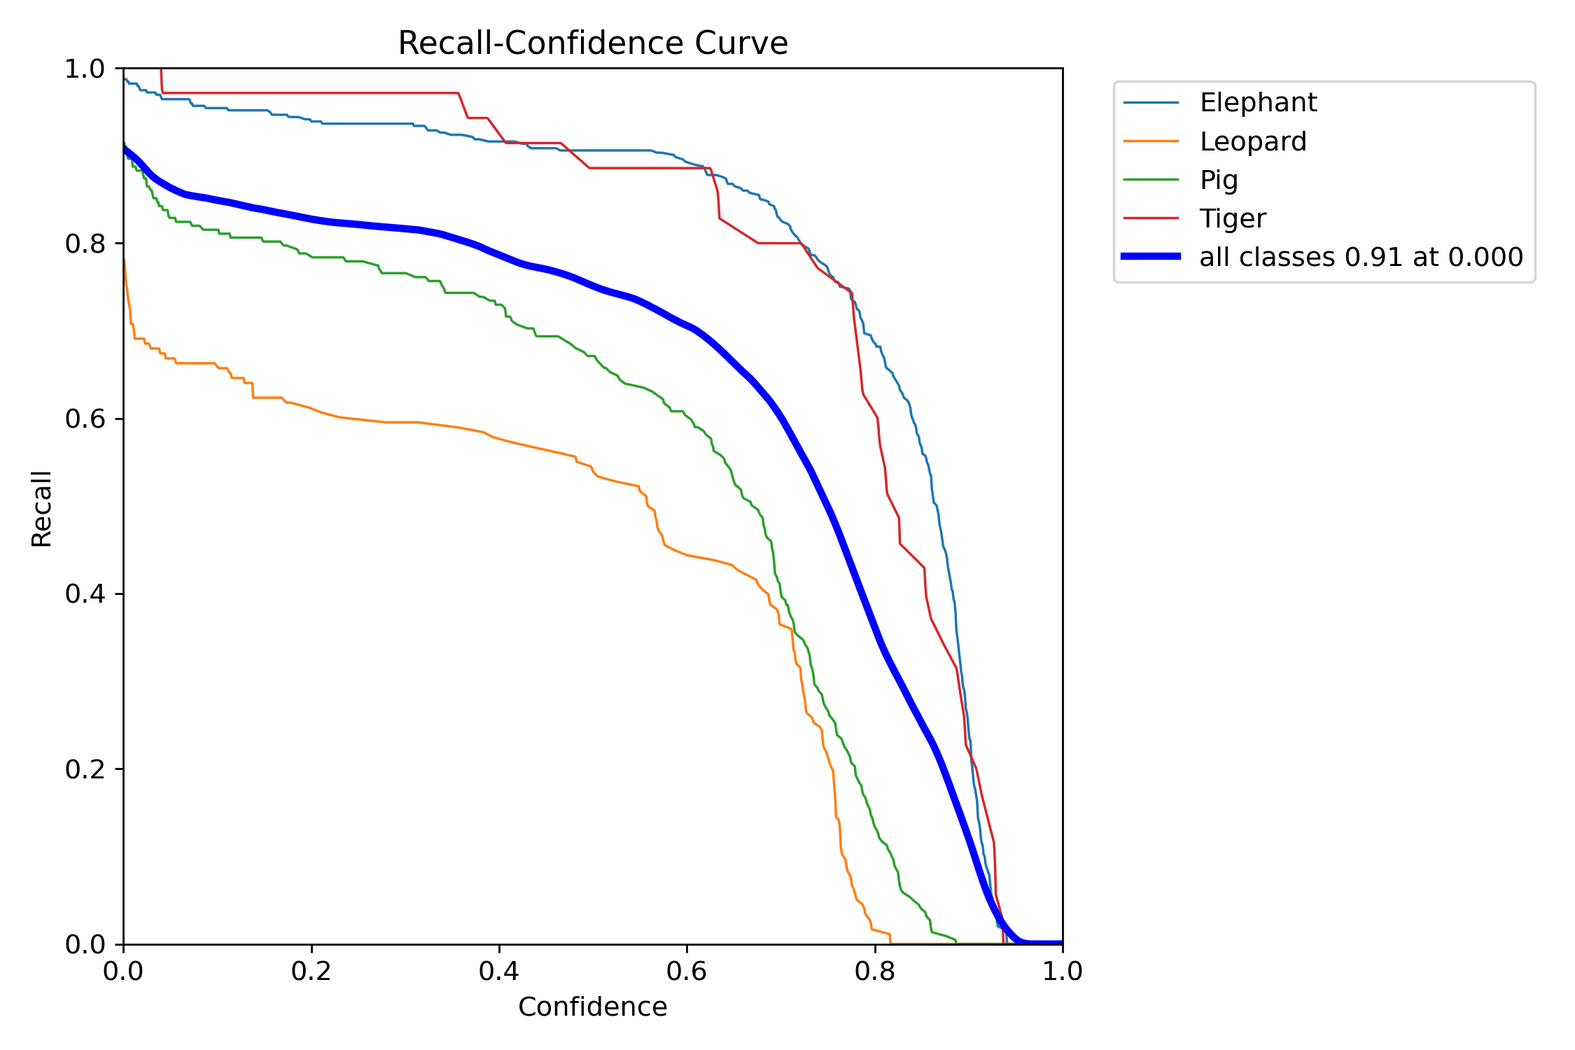 Recall-Confidence Curve
1.0
0.8
0.6
0.4
0.2
0.0
Recall
0.0 0.2 0.4 0.6 0.8 1.0
Confidence
Elephant
Leopard
Pig
Tiger
all classes 0.91 at 0.000